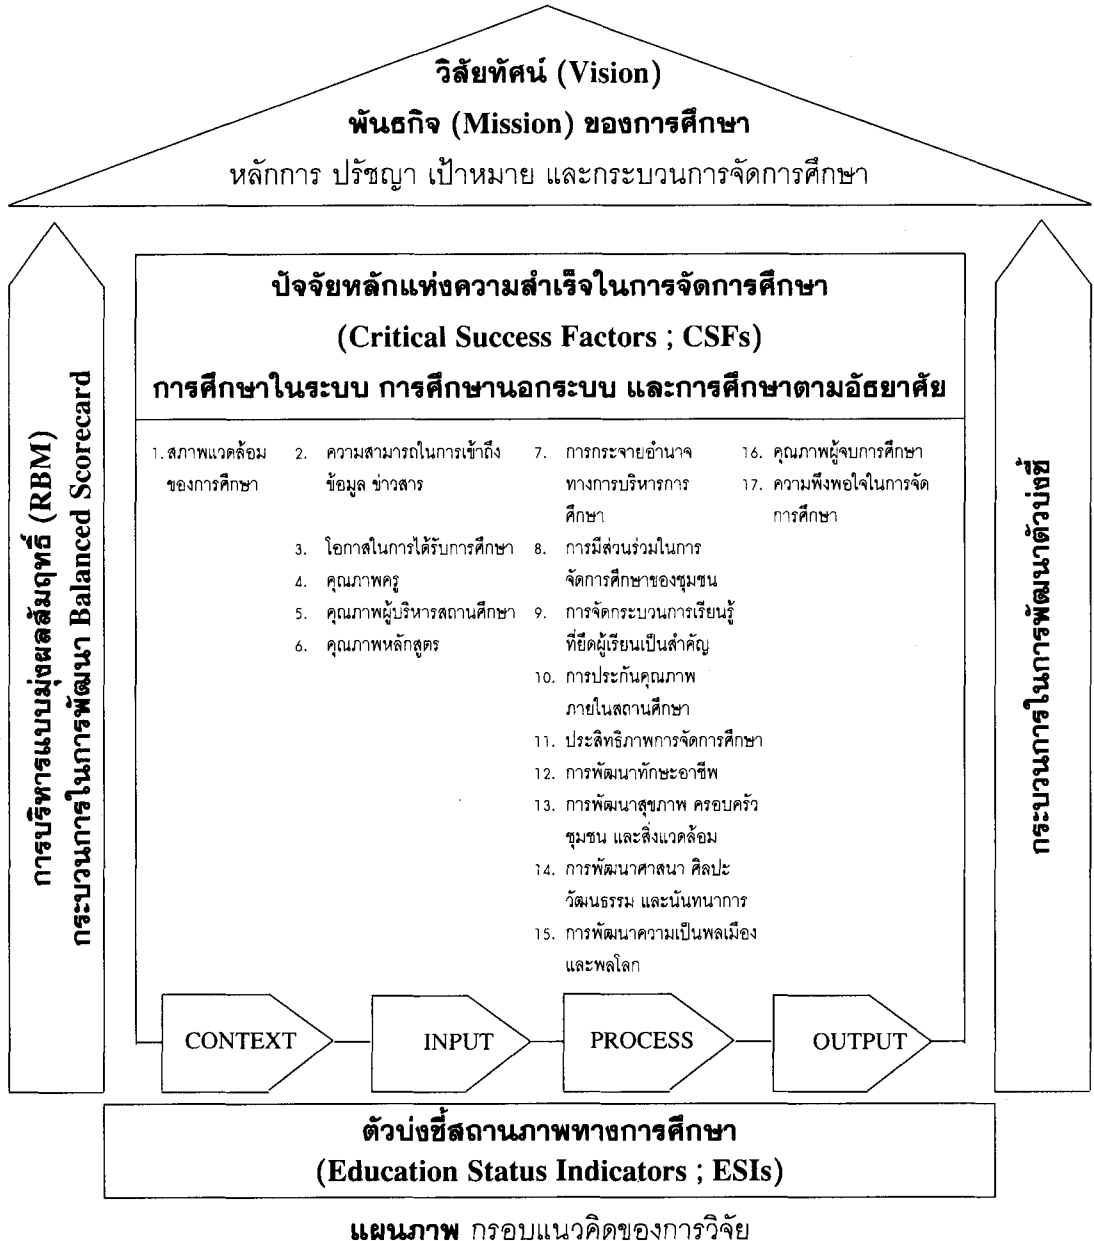 วิสัยทัศน์ (Vision)
พันธกิจ (Mission) ของการศึกษา
หลักการ ปรัชญา เป้าหมาย และกระบวนการจัดการศึกษา
การบริหารแบบมุ่งผลสัมฤทธิ์ (RBM)
กระบวนการในการพัฒนา Balanced Scorecard
ปัจจัยหลักแห่งความสำเร็จในการจัดการศึกษา
(Critical Success Factors ; CSFs)
การศึกษาในระบบ การศึกษานอกระบบ และการศึกษาตามอัธยาศัย
1. สภาพแวดล้อม
ของการศึกษา
2. ความสามารถในการเข้าถึง
ข้อมูล ข่าวสาร
3. โอกาสในการได้รับการศึกษา
4. คุณภาพครู
5. คุณภาพผู้บริหารสถานศึกษา
6. คุณภาพหลักสูตร
7. การกระจายอำนาจ
ทางการบริหารการ
ศึกษา
8. การมีส่วนร่วมในการ
จัดการศึกษาของชุมชน
9. การจัดกระบวนการเรียนรู้
ที่ยึดผู้เรียนเป็นสำคัญ
10. การประกันคุณภาพ
ภายในสถานศึกษา
11. ประสิทธิภาพการจัดการศึกษา
12. การพัฒนาทักษะอาชีพ
13. การพัฒนาสุขภาพ ครอบครัว
ชุมชน และสิ่งแวดล้อม
14. การพัฒนาศาสนา ศิลปะ
วัฒนธรรม และนันทนาการ
15. การพัฒนาความเป็นพลเมือง
และพลโลก
16. คุณภาพผู้จบการศึกษา
17. ความพึงพอใจในการจัด
การศึกษา
CONTEXT
INPUT
PROCESS
OUTPUT
กระบวนการในการพัฒนาตัวบ่งชี้
ตัวบ่งชี้สถานภาพทางการศึกษา
(Education Status Indicators ; ESIs)
แผนภาพ กรอบแนวคิดของการวิจัย